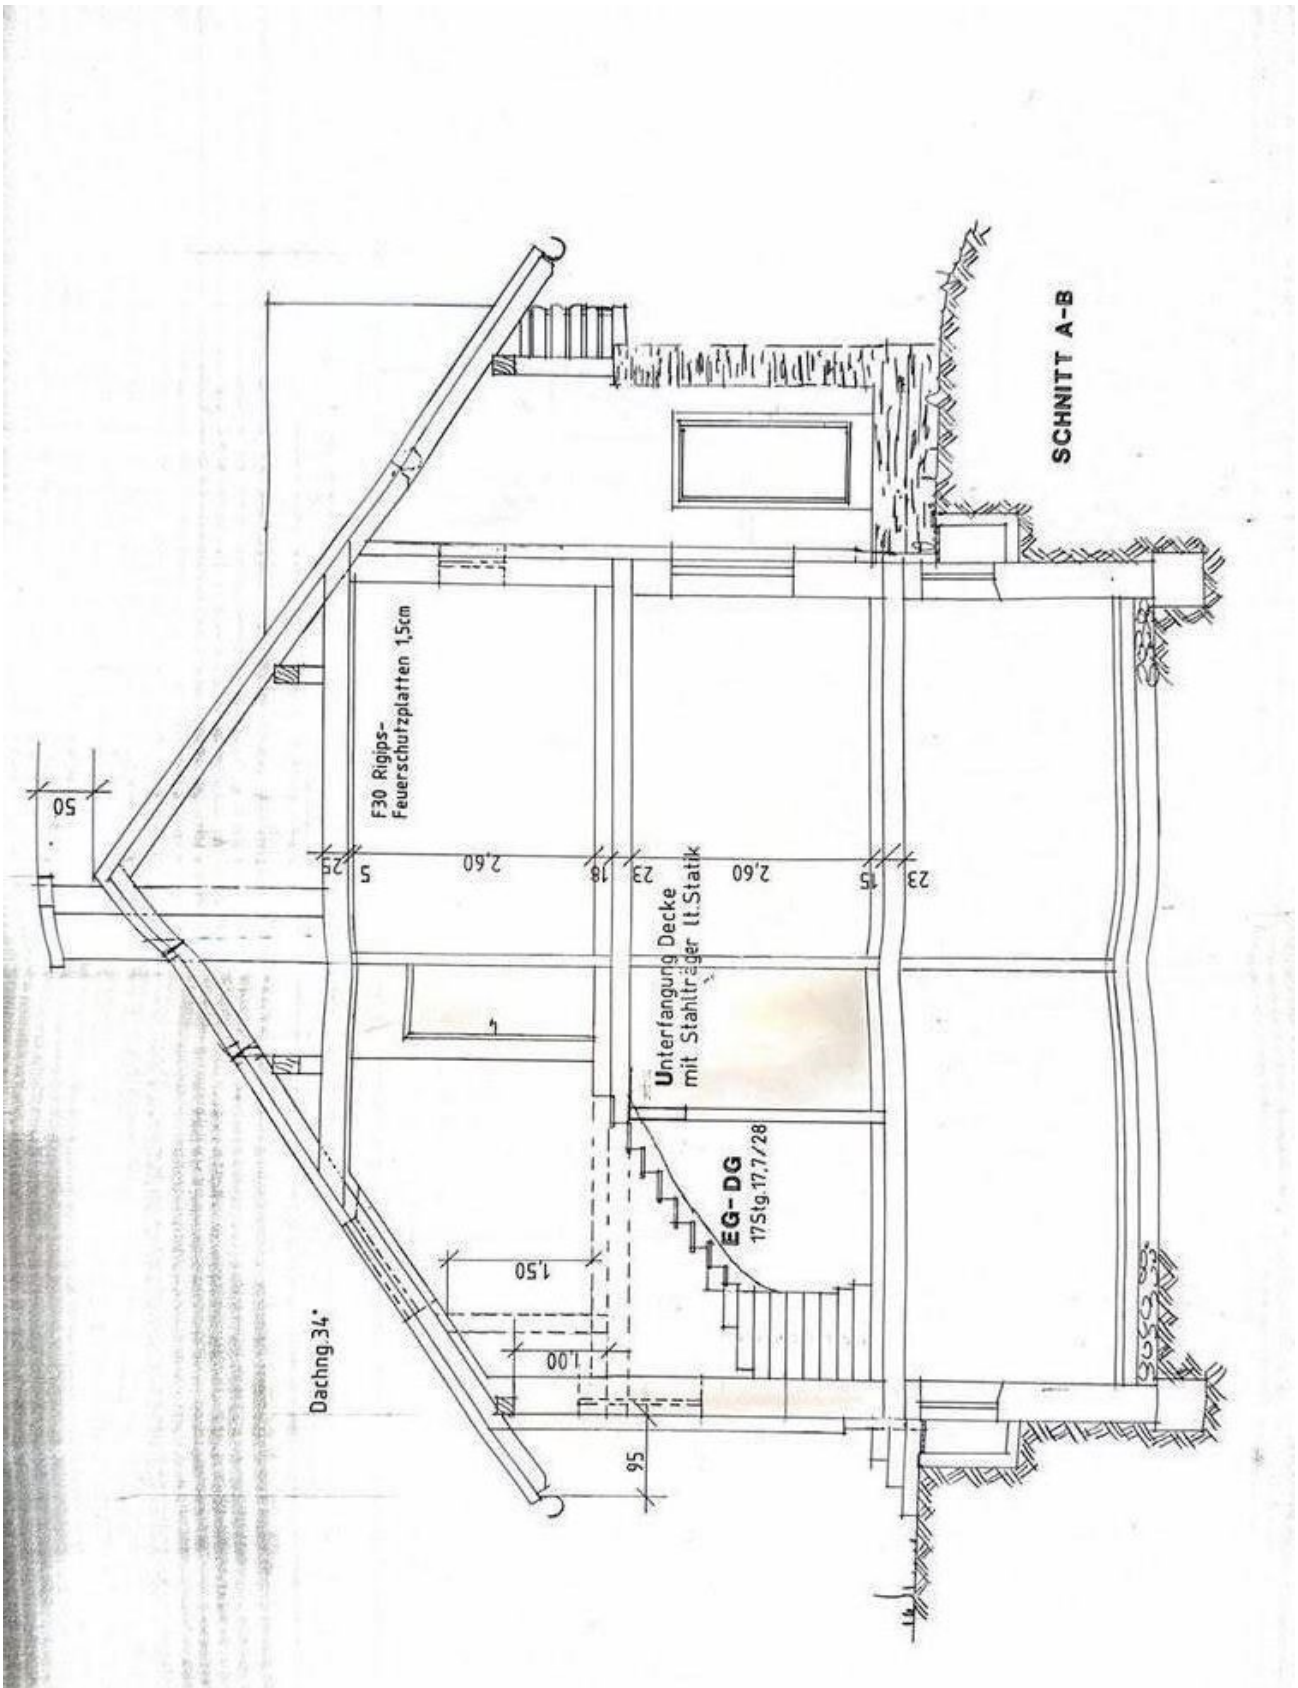 50
Dachng.34°
F30 Rigips-
Feuerschutzplatten 1,5cm
25
5
2,60
18
23
2,60
15
23
1,50
1,00
95
Unterfangung Decke
mit Stahlträger lt.Statik
EG-DG
17Stg.17,7/28
SCHNITT A-B